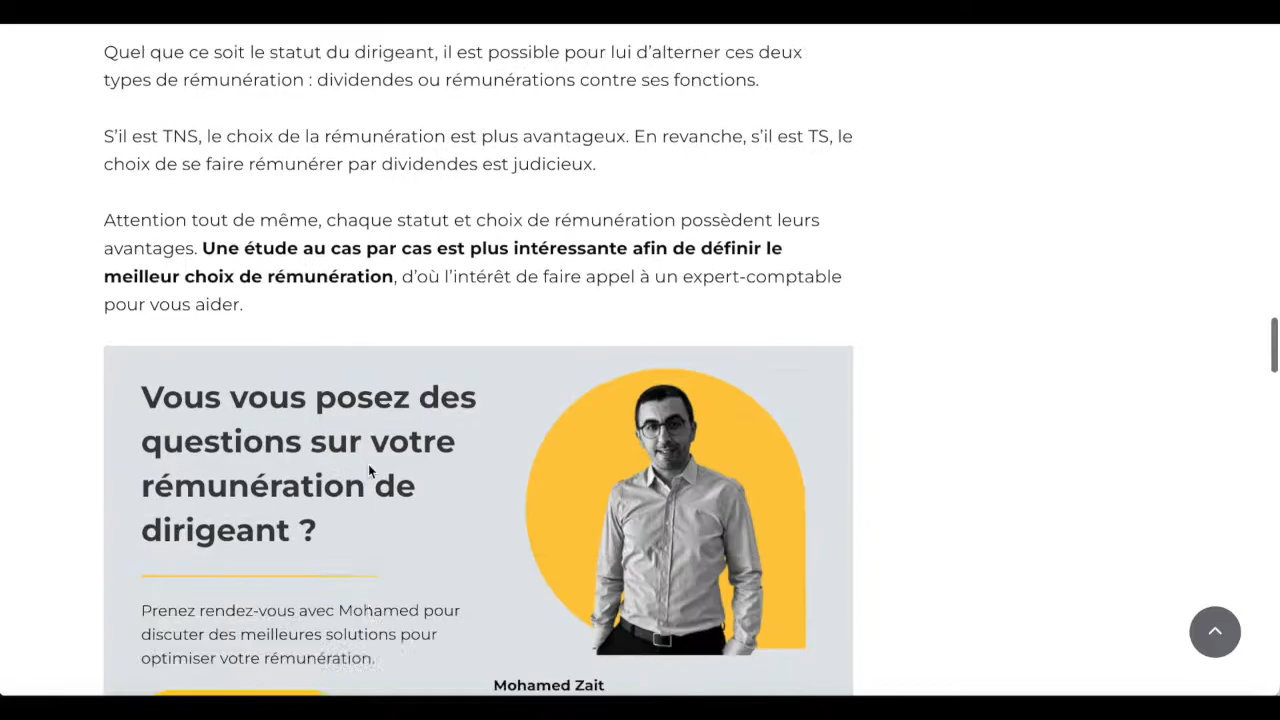 Quel que ce soit le statut du dirigeant, il est possible pour lui d’alterner ces deux
types de rémunération : dividendes ou rémunérations contre ses fonctions.
S’il est TNS, le choix de la rémunération est plus avantageux. En revanche, s’il est TS, le
choix de se faire rémunérer par dividendes est judicieux.
Attention tout de même, chaque statut et choix de rémunération possèdent leurs
avantages. Une étude au cas par cas est plus intéressante afin de définir le
meilleur choix de rémunération, d’où l’intérêt de faire appel à un expert-comptable
pour vous aider.
Vous vous posez des
questions sur votre
rémunération de
dirigeant ?
Prenez rendez-vous avec Mohamed pour
discuter des meilleures solutions pour
optimiser votre rémunération.
Mohamed Zait